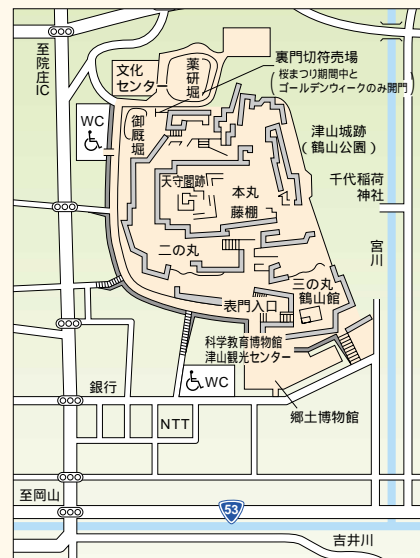 至院庄IC
文化
センター
薬研堀
裏門切符売場
(桜まつり期間中と
ゴールデンウィークのみ開門)
WC
御厩堀
津山城跡
(鶴山公園)
千代稲荷
神社
天守閣跡
本丸
藤棚
宮川
二の丸
三の丸
鶴山館
表門入口
科学教育博物館
津山観光センター
WC
銀行
NTT
郷土博物館
至岡山
53
吉井川